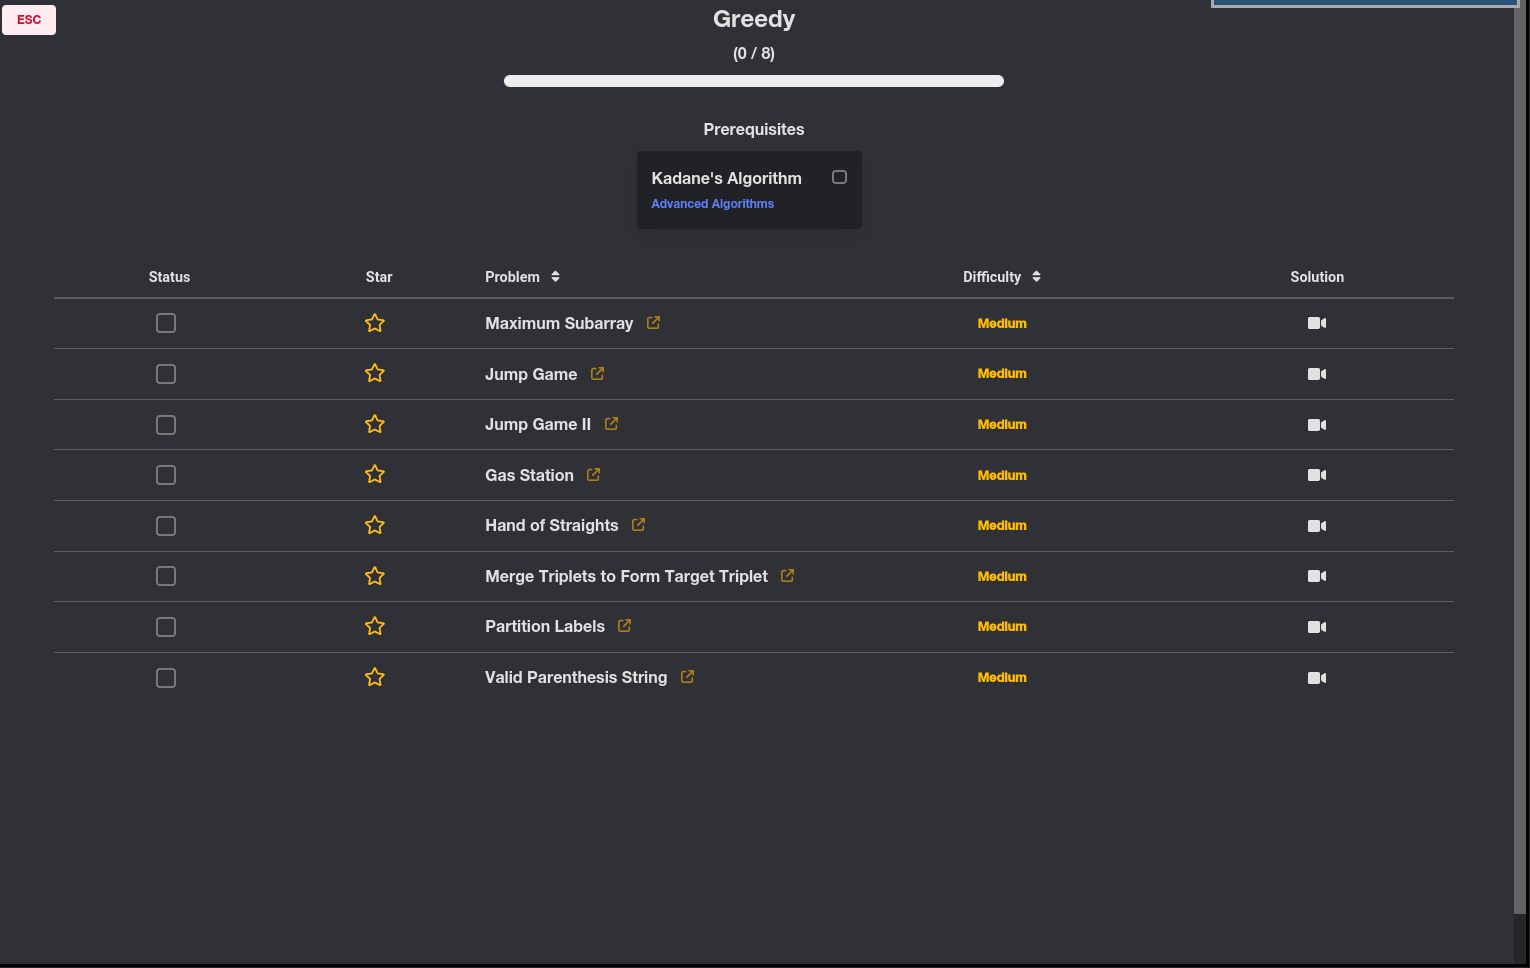 ESC
Greedy
(0 / 8)
Prerequisites
Kadane's Algorithm
Advanced Algorithms
Status Star Problem Difficulty Solution
Maximum Subarray Medium
Jump Game Medium
Jump Game II Medium
Gas Station Medium
Hand of Straights Medium
Merge Triplets to Form Target Triplet Medium
Partition Labels Medium
Valid Parenthesis String Medium